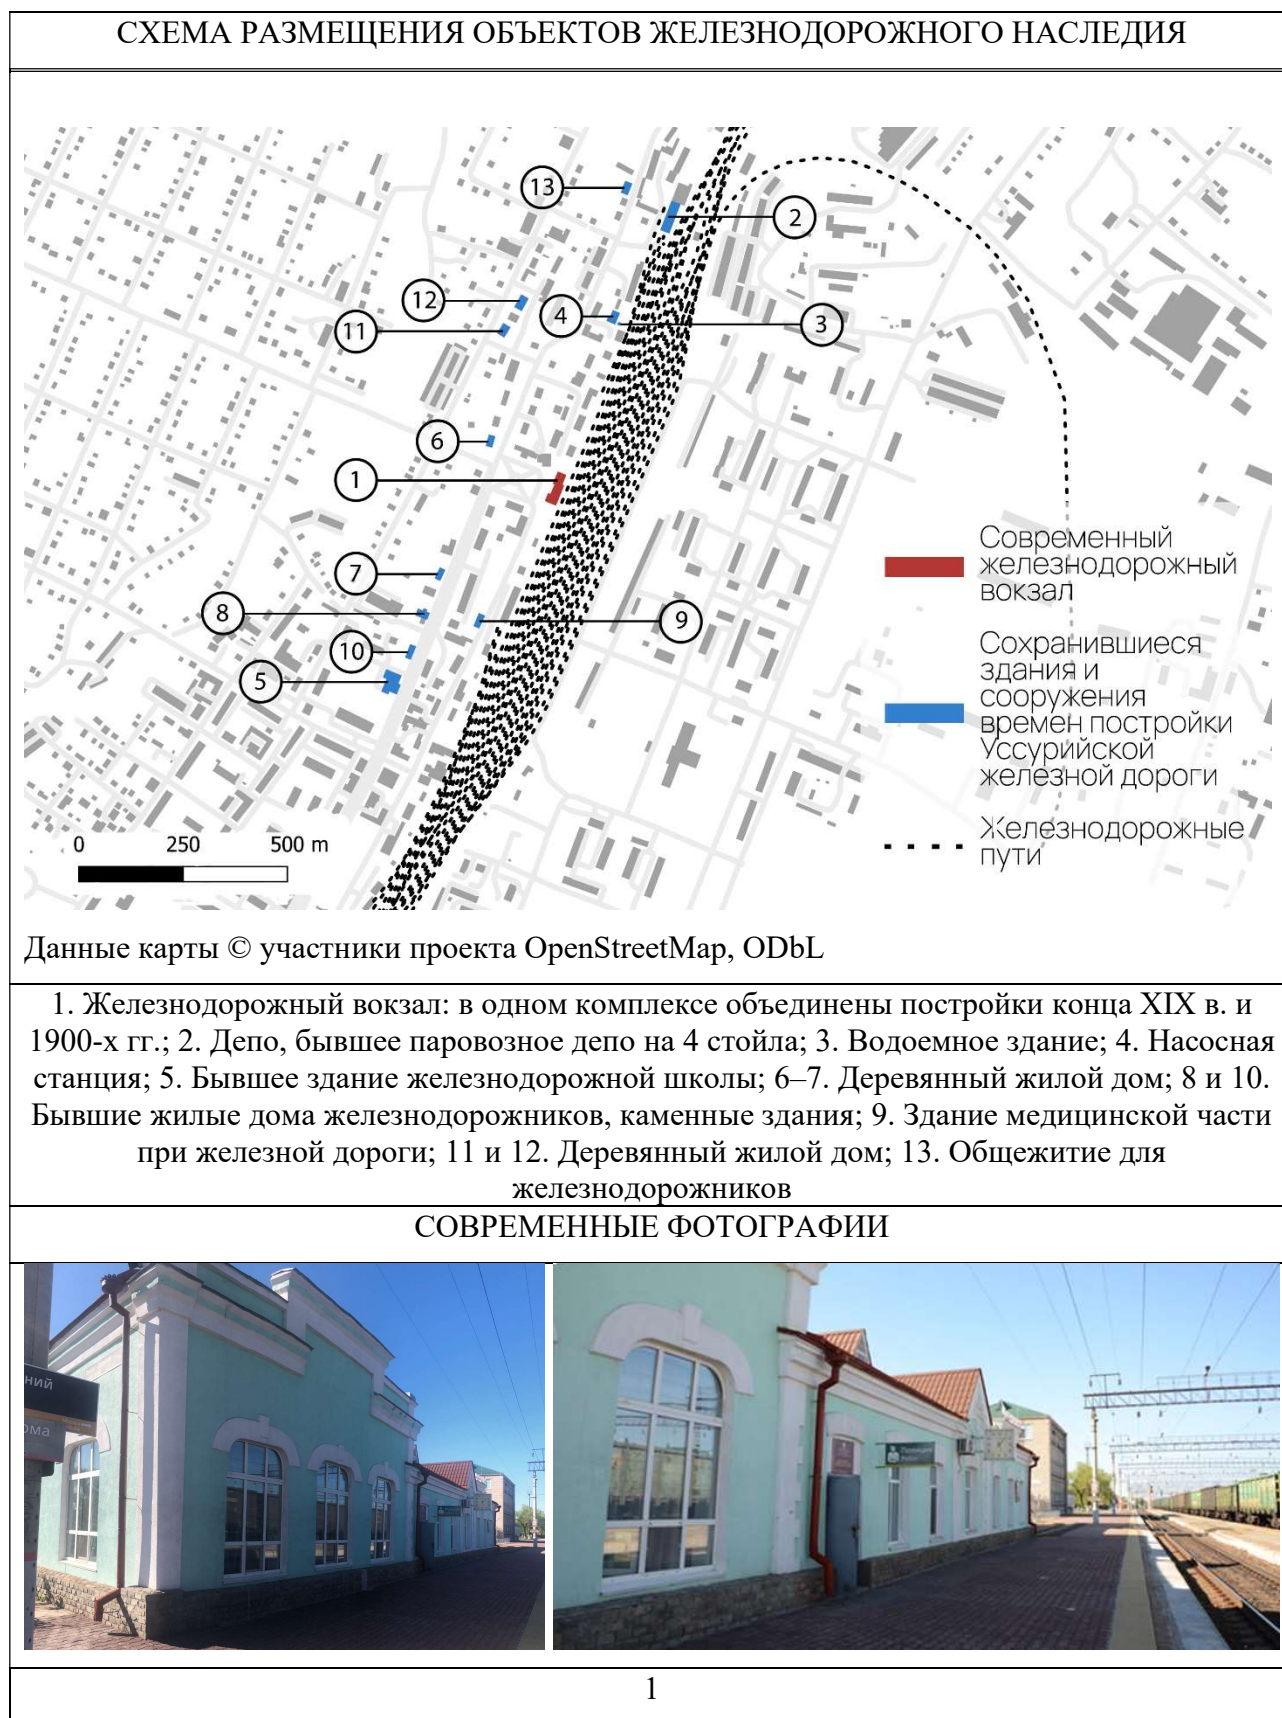 СХЕМА РАЗМЕЩЕНИЯ ОБЪЕКТОВ ЖЕЛЕЗНОДОРОЖНОГО НАСЛЕДИЯ
13
2
12
4
3
11
6
1
7
8
9
10
5
Современный
железнодорожный
вокзал
Сохранившиеся
здания и
сооружения
времен постройки
Уссурийской
железной дороги
Железнодорожные
пути
0 250 500 m
Данные карты © участники проекта OpenStreetMap, ODbL
1. Железнодорожный вокзал: в одном комплексе объединены постройки конца XIX в. и
1900-х гг.; 2. Депо, бывшее паровозное депо на 4 стойла; 3. Водоемное здание; 4. Насосная
станция; 5. Бывшее здание железнодорожной школы; 6–7. Деревянный жилой дом; 8 и 10.
Бывшие жилые дома железнодорожников, каменные здания; 9. Здание медицинской части
при железной дороги; 11 и 12. Деревянный жилой дом; 13. Общежитие для
железнодорожников
СОВРЕМЕННЫЕ ФОТОГРАФИИ
ний
ома
1